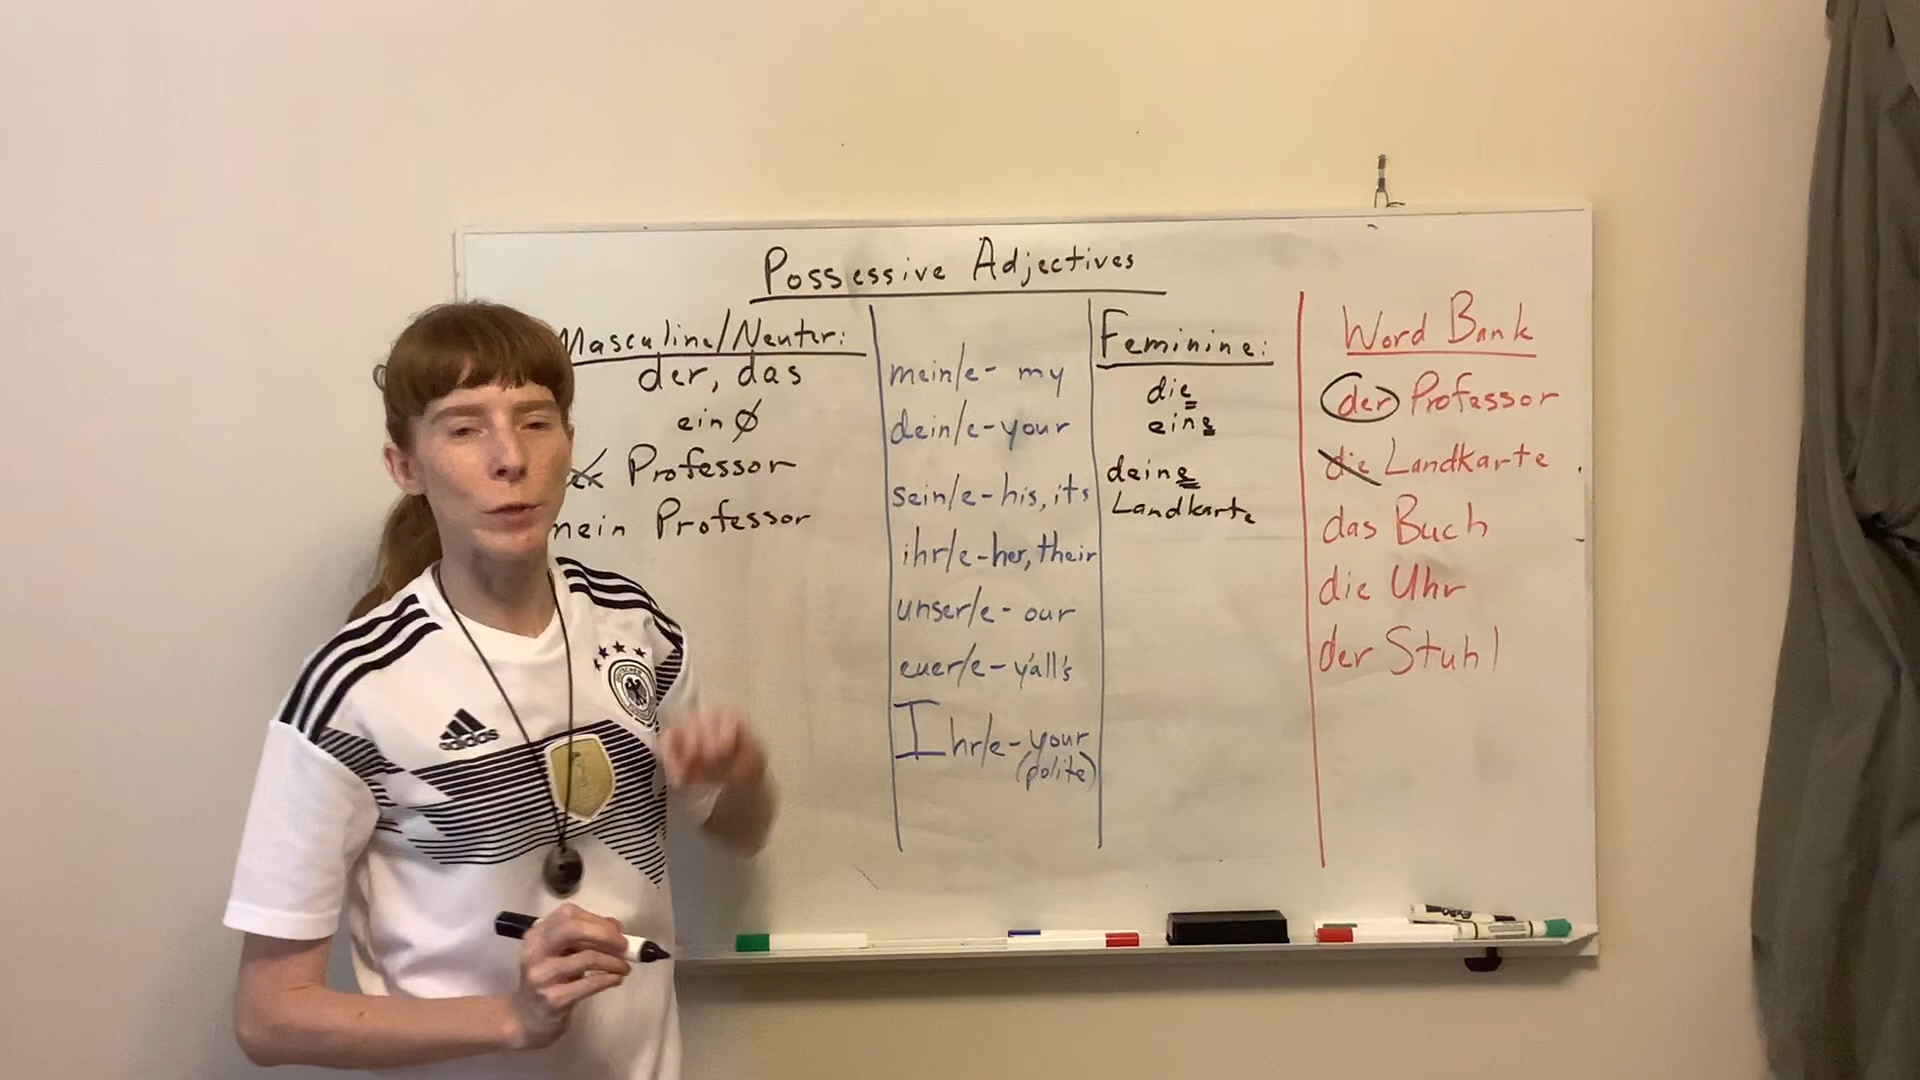 Possessive Adjectives
Masculine/Neuter:
der, das
ein Ø
Professor
mein Professor
mein/e - my
dein/e - your
sein/e - his, its
ihr/e - her, their
unser/e - our
euer/e - y'all's
Ihr/e - your
(polite)
Feminine:
die
eine
deine
Landkarte
Word Bank
der Professor
die Landkarte
das Buch
die Uhr
der Stuhl
adidas